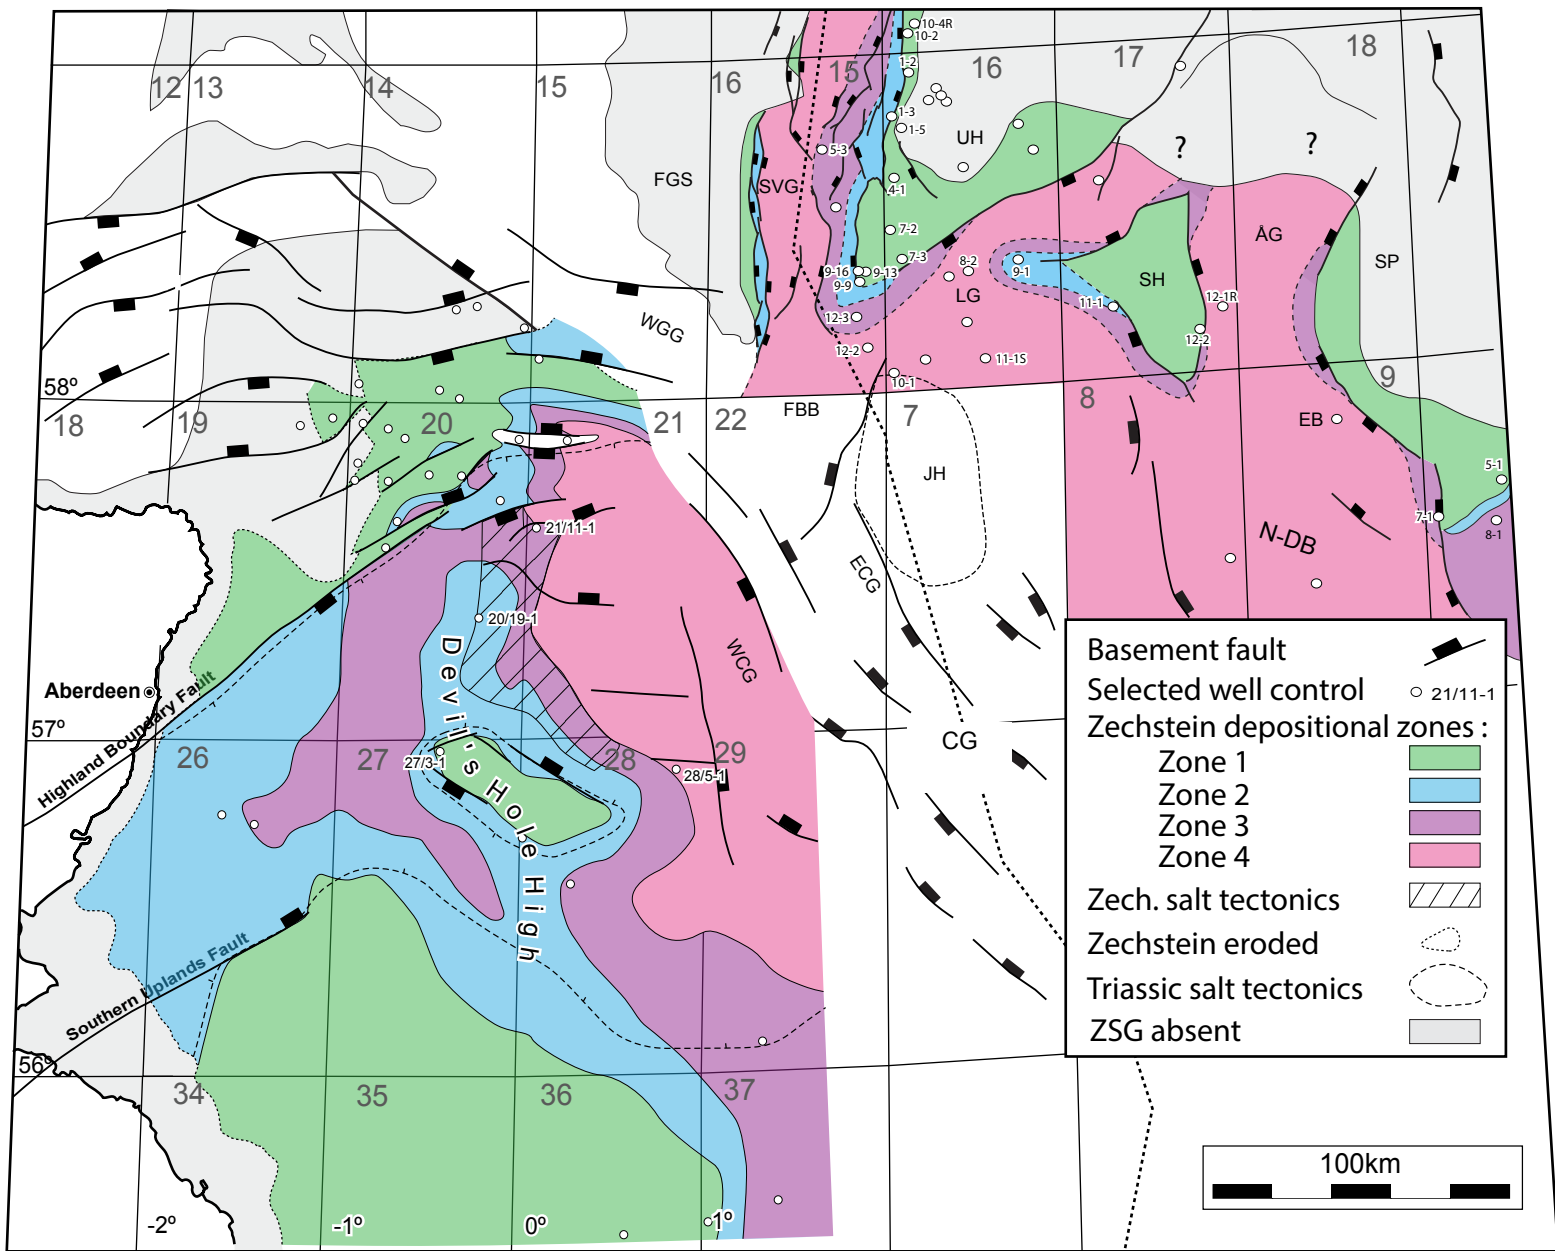 10-4R
10-2
12
13
14
15
16
15
16
17
18
1-2
1-3
1-5
UH
?
?
5-3
FGS
SVG
4-1
7-2
ÅG
SP
7-3
8-2
9-16
9-13
9-9
9-1
SH
LG
11-1
12-1R
12-3
12-2
12-2
11-1S
WGG
10-1
58º
18
19
20
21
22
FBB
7
8
9
EB
JH
5-1
7-1
8-1
21/11-1
N-DB
ECG
20/19-1
WCG
Devil's Hole High
Aberdeen
Highland Boundary Fault
57º
26
27
28
29
27/3-1
28/5-1
CG
Southern Uplands Fault
56º
34
35
36
37
-2º
-1º
0º
1º
Basement fault
Selected well control
21/11-1
Zechstein depositional zones :
Zone 1
Zone 2
Zone 3
Zone 4
Zech. salt tectonics
Zechstein eroded
Triassic salt tectonics
ZSG absent
100km